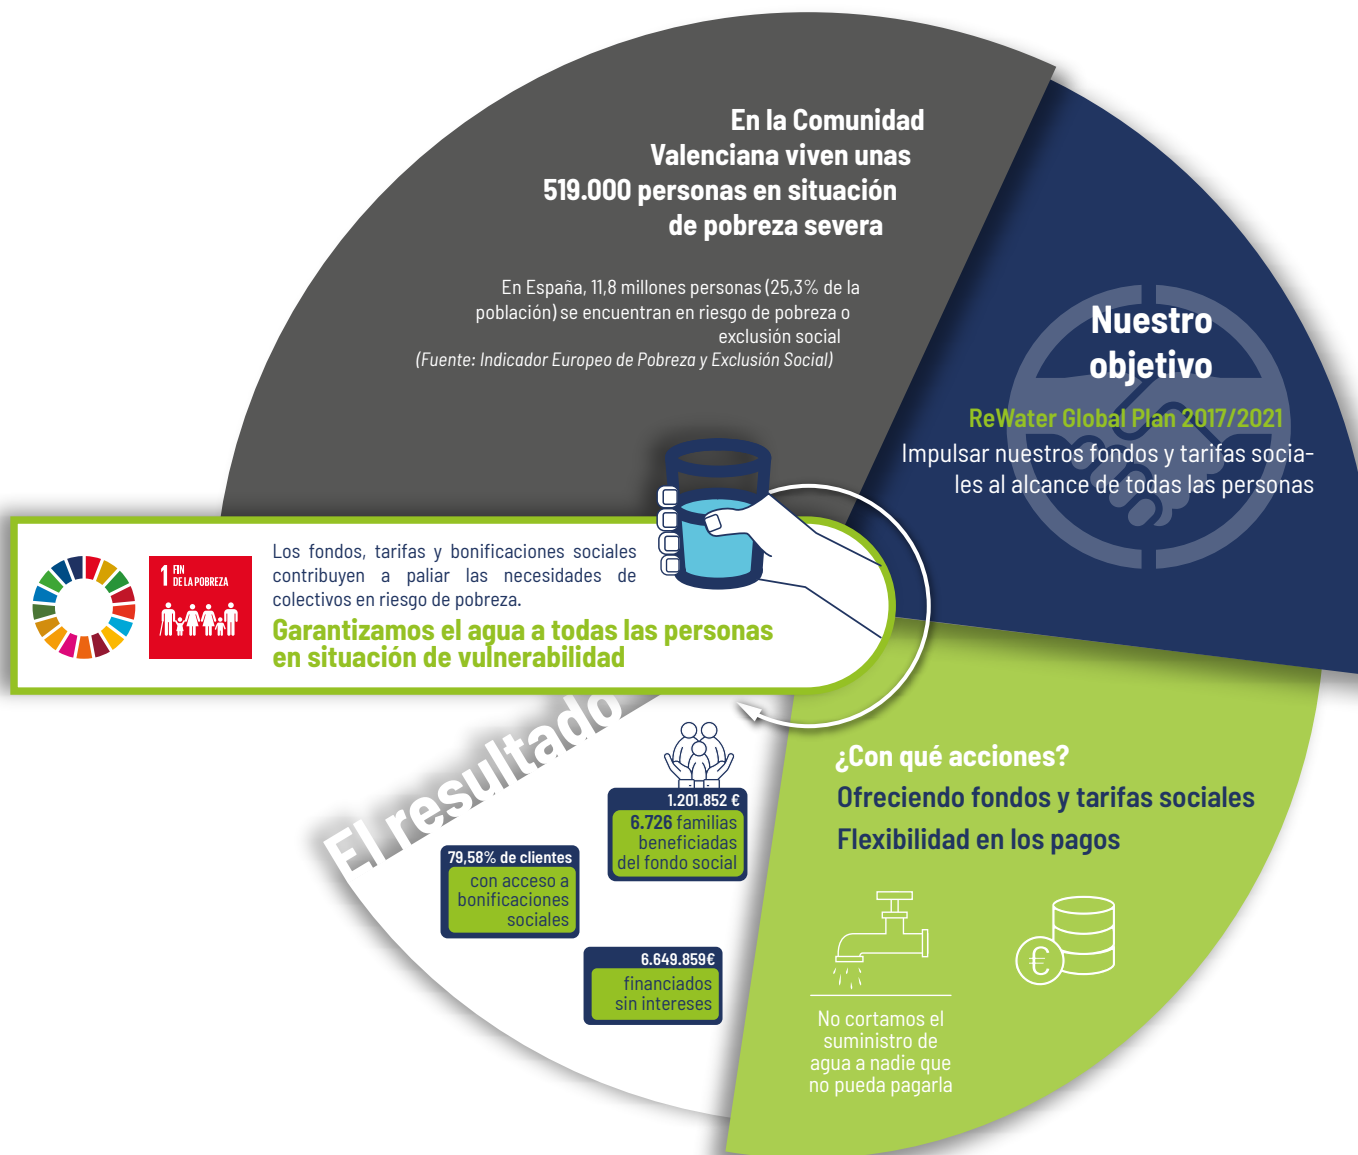 En la Comunidad
Valenciana viven unas
519.000 personas en situación
de pobreza severa
En España, 11,8 millones personas (25,3% de la
población) se encuentran en riesgo de pobreza o
exclusión social
(Fuente: Indicador Europeo de Pobreza y Exclusión Social)
Nuestro
objetivo
ReWater Global Plan 2017/2021
Impulsar nuestros fondos y tarifas socia-
les al alcance de todas las personas
1 FIN
DE LA POBREZA
Los fondos, tarifas y bonificaciones sociales
contribuyen a paliar las necesidades de
colectivos en riesgo de pobreza.
Garantizamos el agua a todas las personas
en situación de vulnerabilidad
¿Con qué acciones?
Ofreciendo fondos y tarifas sociales
Flexibilidad en los pagos
€
No cortamos el
suministro de
agua a nadie que
no pueda pagarla
El resultado
1.201.852 €
6.726 familias
beneficiadas
del fondo social
79,58% de clientes
con acceso a
bonificaciones
sociales
6.649.859€
financiados
sin intereses